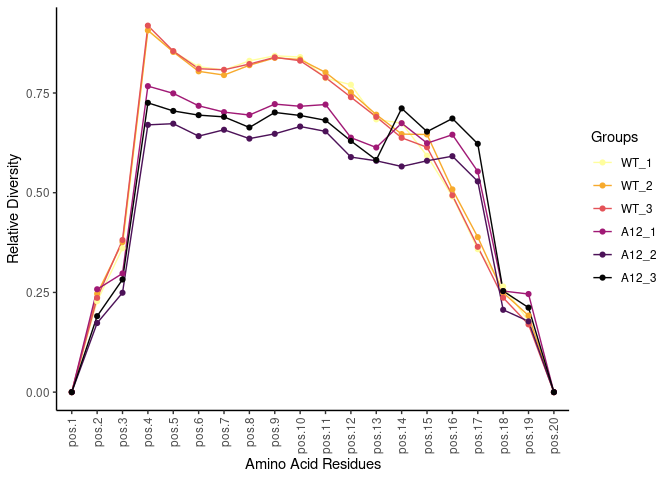 Relative Diversity
0.75
0.50
0.25
0.00
pos.1
pos.2
pos.3
pos.4
pos.5
pos.6
pos.7
pos.8
pos.9
pos.10
pos.11
pos.12
pos.13
pos.14
pos.15
pos.16
pos.17
pos.18
pos.19
pos.20
Amino Acid Residues
Groups
WT_1
WT_2
WT_3
A12_1
A12_2
A12_3